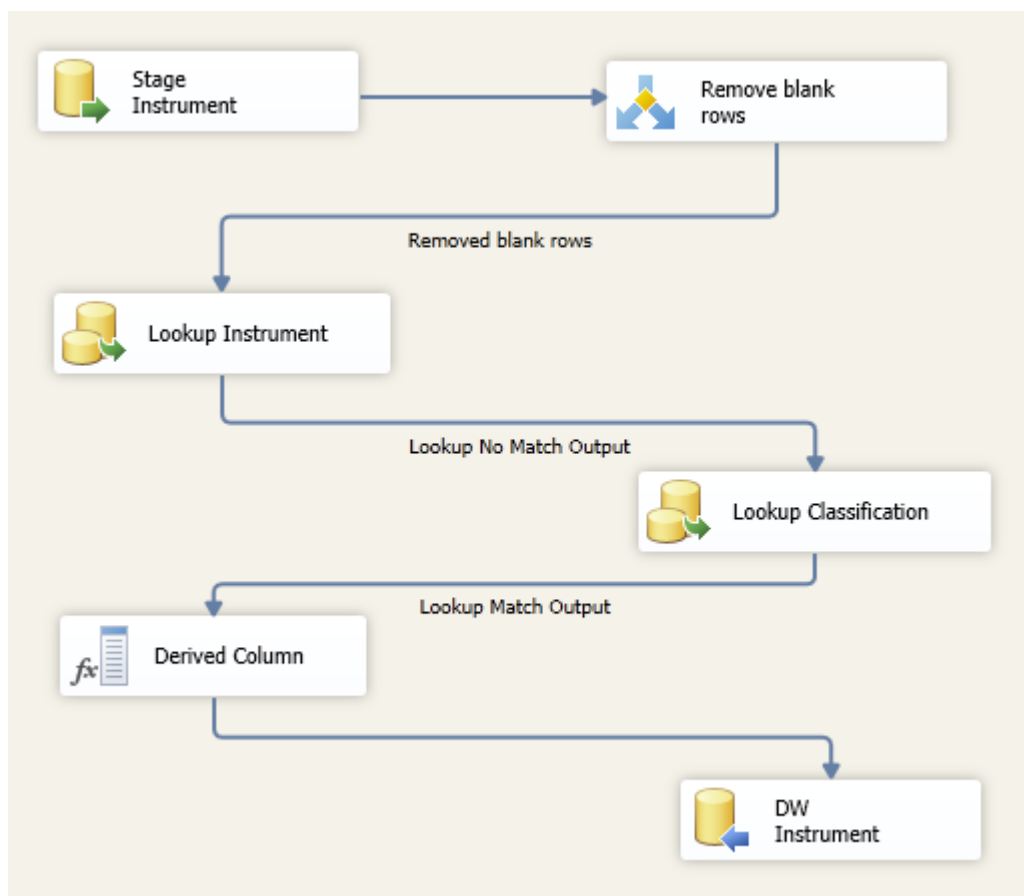 Stage
Instrument
Remove blank
rows
Removed blank rows
Lookup Instrument
Lookup No Match Output
Lookup Classification
Lookup Match Output
fx
Derived Column
DW
Instrument